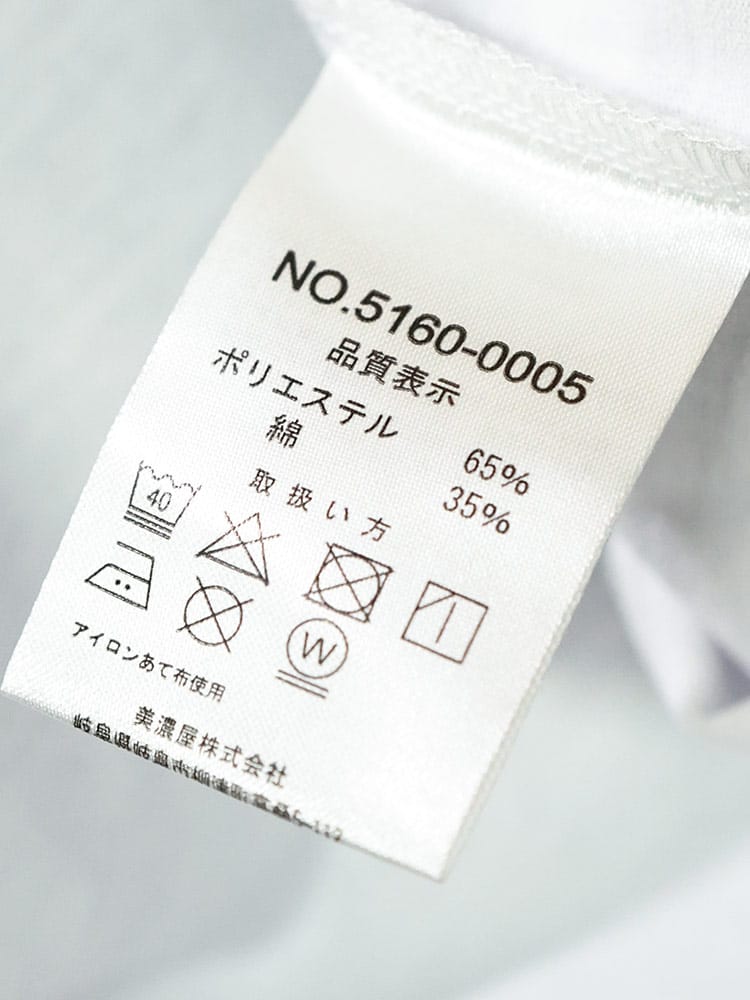 NO.5160-0005
品質表示
ポリエステル 65%
綿 35%
取扱い方
40
W
アイロンあて布使用
美濃屋株式会社